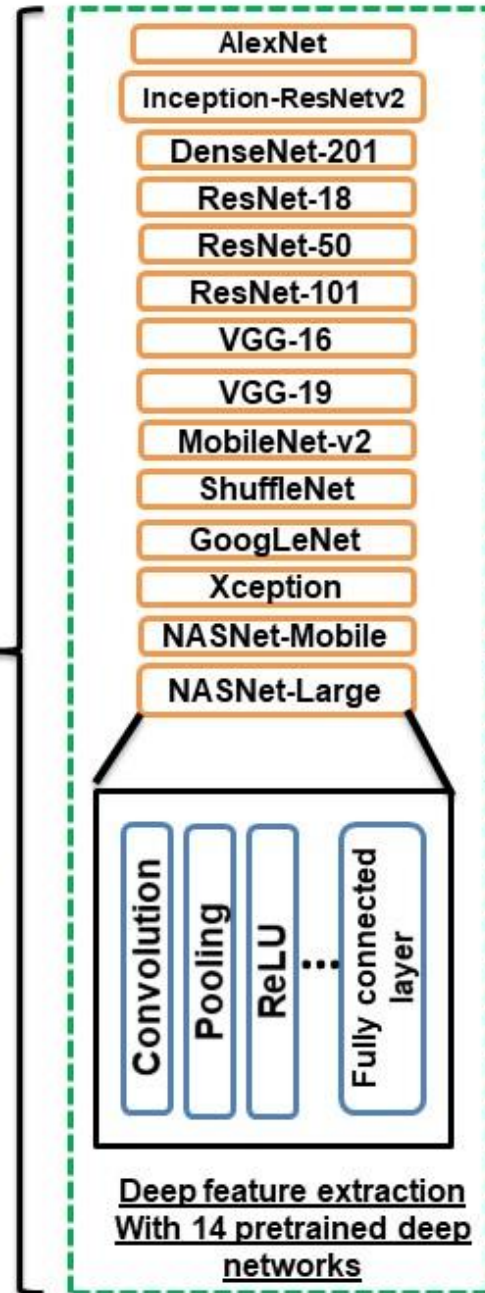 AlexNet
Inception-ResNetv2
DenseNet-201
ResNet-18
ResNet-50
ResNet-101
VGG-16
VGG-19
MobileNet-v2
ShuffleNet
GoogLeNet
Xception
NASNet-Mobile
NASNet-Large
Convolution
Pooling
ReLU
...
Fully connected
layer
Deep feature extraction
With 14 pretrained deep
networks